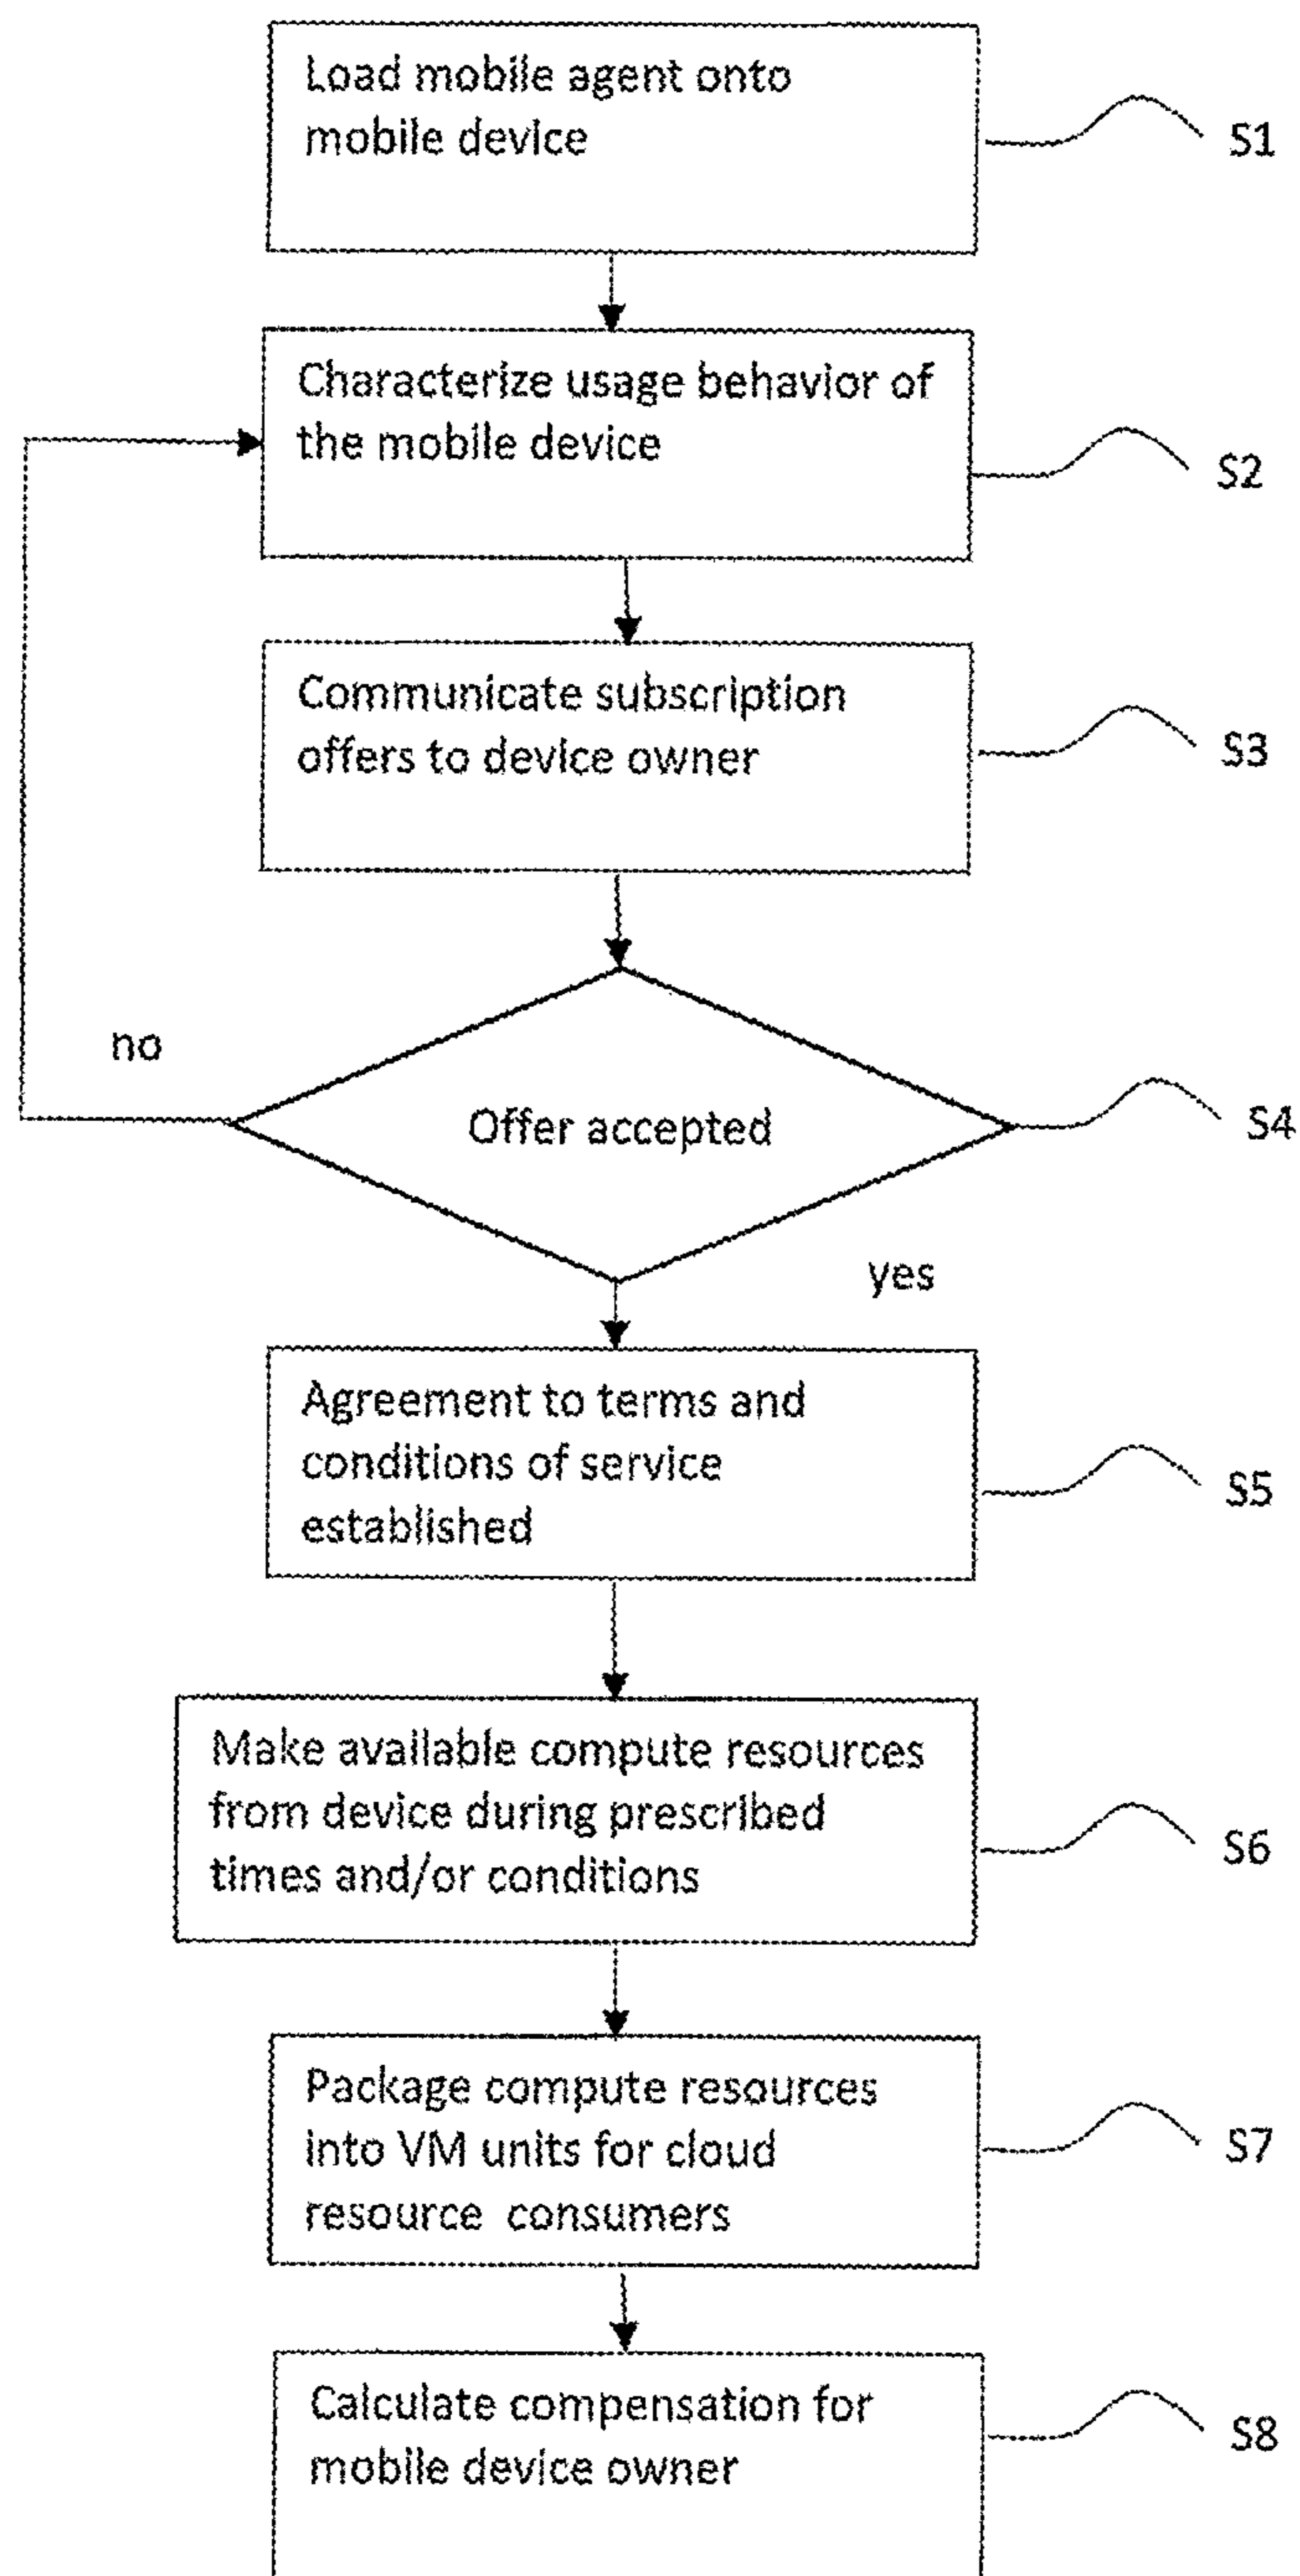 Load mobile agent onto
mobile device
S1
Characterize usage behavior of
the mobile device
S2
Communicate subscription
offers to device owner
S3
no
Offer accepted
S4
yes
Agreement to terms and
conditions of service
established
S5
Make available compute resources
from device during prescribed
times and/or conditions
S6
Package compute resources
into VM units for cloud
resource consumers
S7
Calculate compensation for
mobile device owner
S8